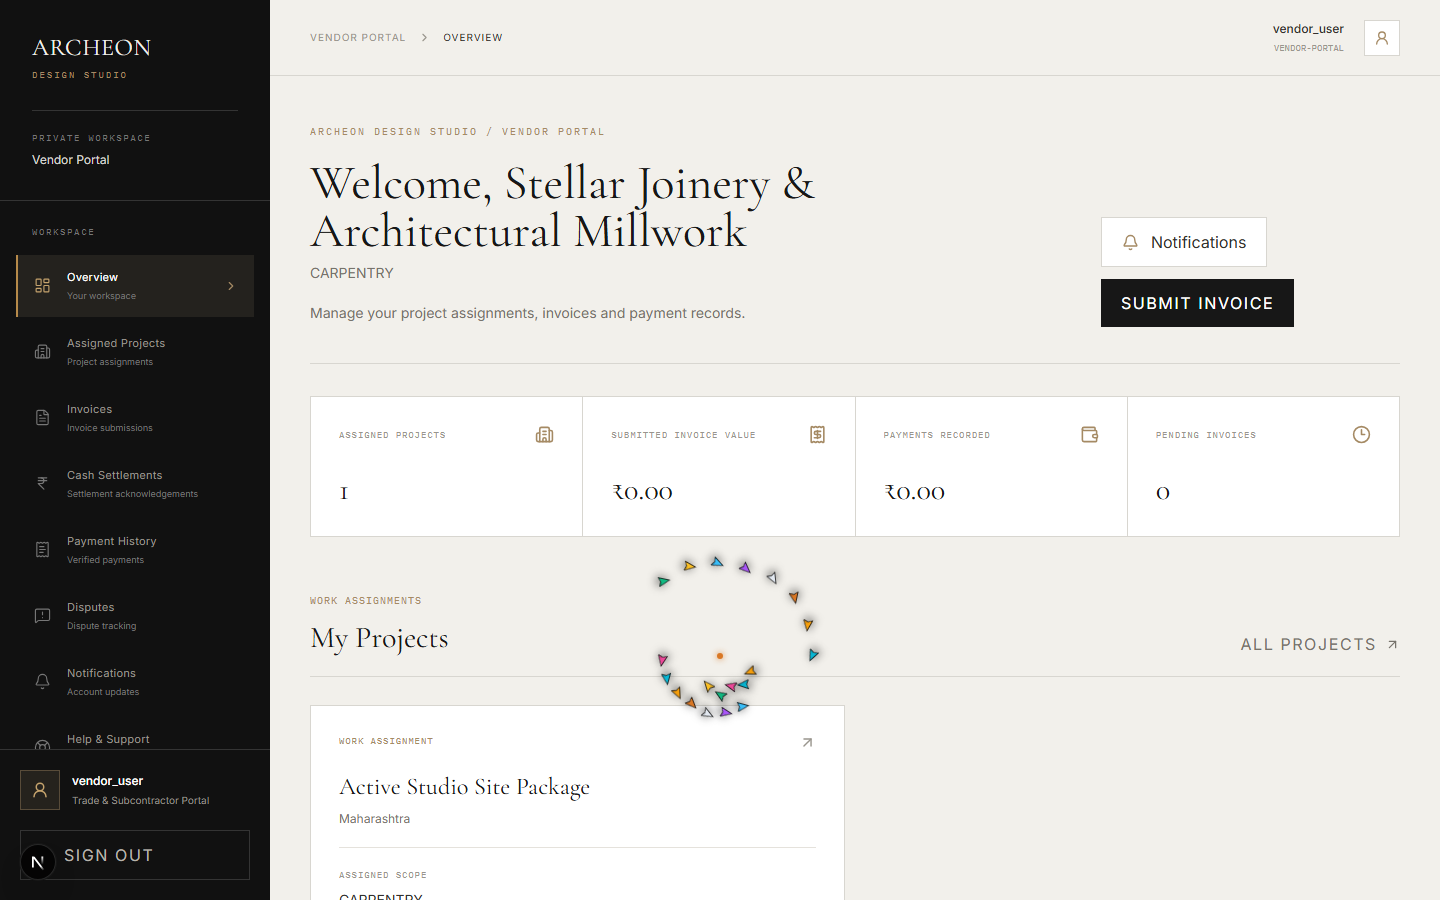 ARCHEON
DESIGN STUDIO
PRIVATE WORKSPACE
Vendor Portal
WORKSPACE
Overview
Your workspace
Assigned Projects
Project assignments
Invoices
Invoice submissions
Cash Settlements
Settlement acknowledgements
Payment History
Verified payments
Disputes
Dispute tracking
Notifications
Account updates
Help & Support
vendor_user
Trade & Subcontractor Portal
N
SIGN OUT
VENDOR PORTAL > OVERVIEW
vendor_user
VENDOR-PORTAL
ARCHEON DESIGN STUDIO / VENDOR PORTAL
Welcome, Stellar Joinery &
Architectural Millwork
CARPENTRY
Manage your project assignments, invoices and payment records.
Notifications
SUBMIT INVOICE
ASSIGNED PROJECTS
1
SUBMITTED INVOICE VALUE
₹0.00
PAYMENTS RECORDED
₹0.00
PENDING INVOICES
0
WORK ASSIGNMENTS
My Projects
ALL PROJECTS
WORK ASSIGNMENT
Active Studio Site Package
Maharashtra
ASSIGNED SCOPE
CARPENTRY